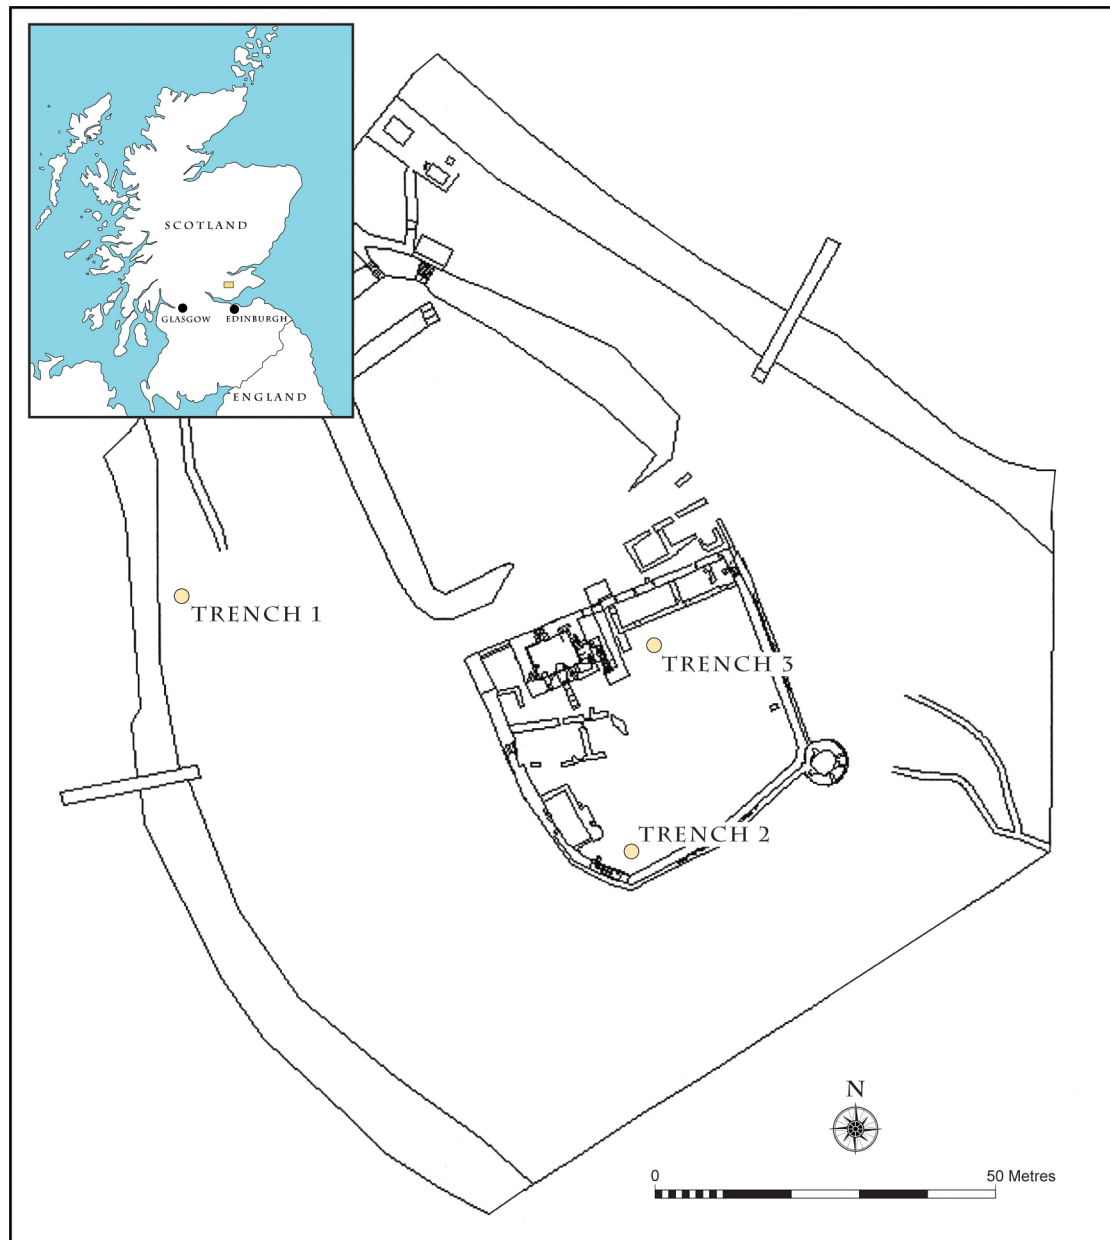 SCOTLAND
GLASGOW
EDINBURGH
ENGLAND
TRENCH 1
TRENCH 3
TRENCH 2
N
0
50 Metres